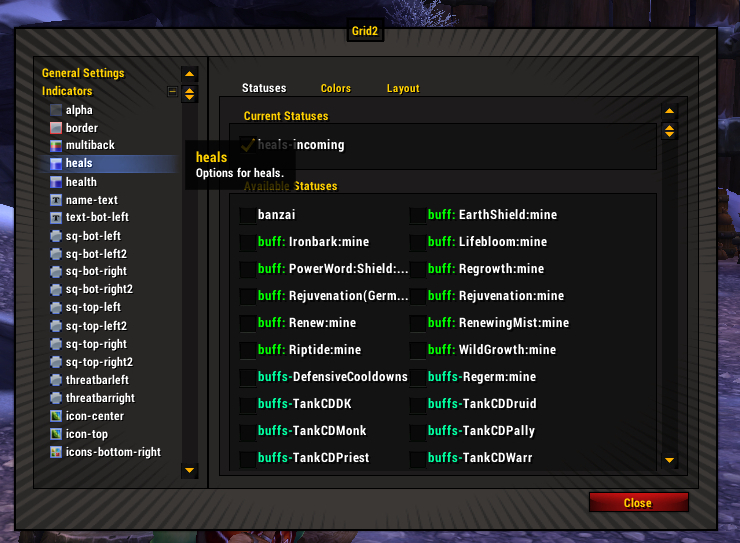 Grid2
General Settings
Indicators
alpha
border
multiback
heals
health
name-text
text-bot-left
sq-bot-left
sq-bot-left2
sq-bot-right
sq-bot-right2
sq-top-left
sq-top-left2
sq-top-right
sq-top-right2
threatbarleft
threatbarright
icon-center
icon-top
icons-bottom-right
heals
Options for heals.
Statuses Colors Layout
Current Statuses
heals-incoming
Available Statuses
banzai buff: EarthShield:mine
buff: Ironbark:mine buff: Lifebloom:mine
buff: PowerWord:Shield:... buff: Regrowth:mine
buff: Rejuvenation(Germ... buff: Rejuvenation:mine
buff: Renew:mine buff: RenewingMist:mine
buff: Riptide:mine buff: WildGrowth:mine
buffs-DefensiveCooldowns buffs-Regerm:mine
buffs-TankCDDK buffs-TankCDDruid
buffs-TankCDMonk buffs-TankCDPally
buffs-TankCDPriest buffs-TankCDWarr
Close